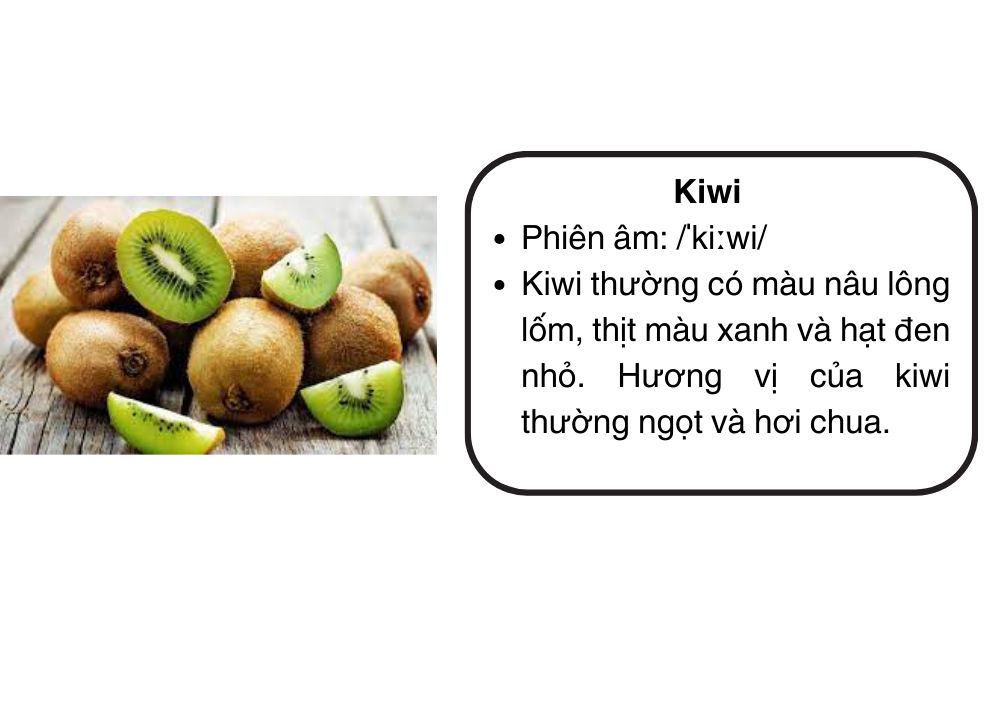 Kiwi
• Phiên âm: /ˈkiːwi/
• Kiwi thường có màu nâu lông
lốm, thịt màu xanh và hạt đen
nhỏ. Hương vị của kiwi
thường ngọt và hơi chua.